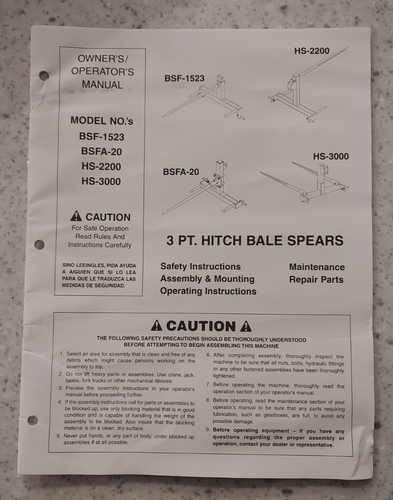 OWNER'S/
OPERATOR'S
MANUAL
MODEL NO.'s
BSF-1523
BSFA-20
HS-2200
HS-3000
CAUTION
For Safe Operation
Read Rules And
Instructions Carefully
SINO LEEINGLES, PIDA AYUDA
A AIGUIEN QUE SI LO LEA
PARA QUE LE TRADUZCA LAS
MEDIDAS DE SEGURIDAD.
BSF-1523
HS-2200
BSFA-20
HS-3000
3 PT. HITCH BALE SPEARS
Safety Instructions
Assembly & Mounting
Operating Instructions
Maintenance
Repair Parts
CAUTION
THE FOLLOWING SAFETY PRECAUTIONS SHOULD BE THOROUGHLY UNDERSTOOD
BEFORE ATTEMPTING TO BEGIN ASSEMBLING THIS MACHINE
1. Select an area for assembly that is clean and free of any
debris which might cause persons working on the
assembly to trip.
2. Do not lift heavy parts or assemblies. Use crane, jack,
tackle, fork trucks or other mechanical devices.
3. Preview the assembly instructions in your operator's
manual before proceeding further.
4. If the assembly instructions call for parts or assemblies to
be blocked up, use only blocking material that is in good
condition and is capable of handling the weight of the
assembly to be blocked. Also insure that the blocking
material is on a clean, dry surface.
5. Never put hands, or any part of body, under blocked up
assemblies if at all possible.
6. After completing assembly, thoroughly inspect the
machine to be sure that all nuts, bolts, hydraulic fittings
or any other fastened assemblies have been thoroughly
tightened.
7. Before operating the machine, thoroughly read the
operation section of your operator's manual.
8. Before operating, read the maintenance section of your
operator's manual to be sure that any parts requiring
lubrication, such as gearboxes, are full, to avoid any
possible damage.
9. Before operating equipment – If you have any
questions regarding the proper assembly or
operation, contact your dealer or representative.